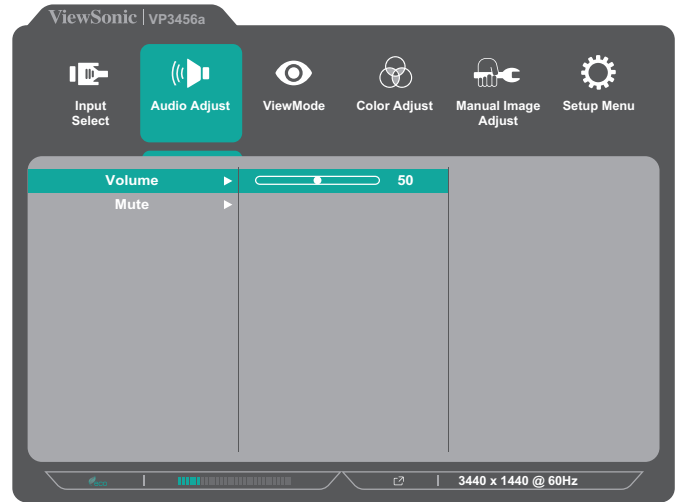 ViewSonic | VP3456a
Input Select
Audio Adjust
ViewMode
Color Adjust
Manual Image Adjust
Setup Menu
Volume 50
Mute
eco
3440 x 1440 @ 60Hz